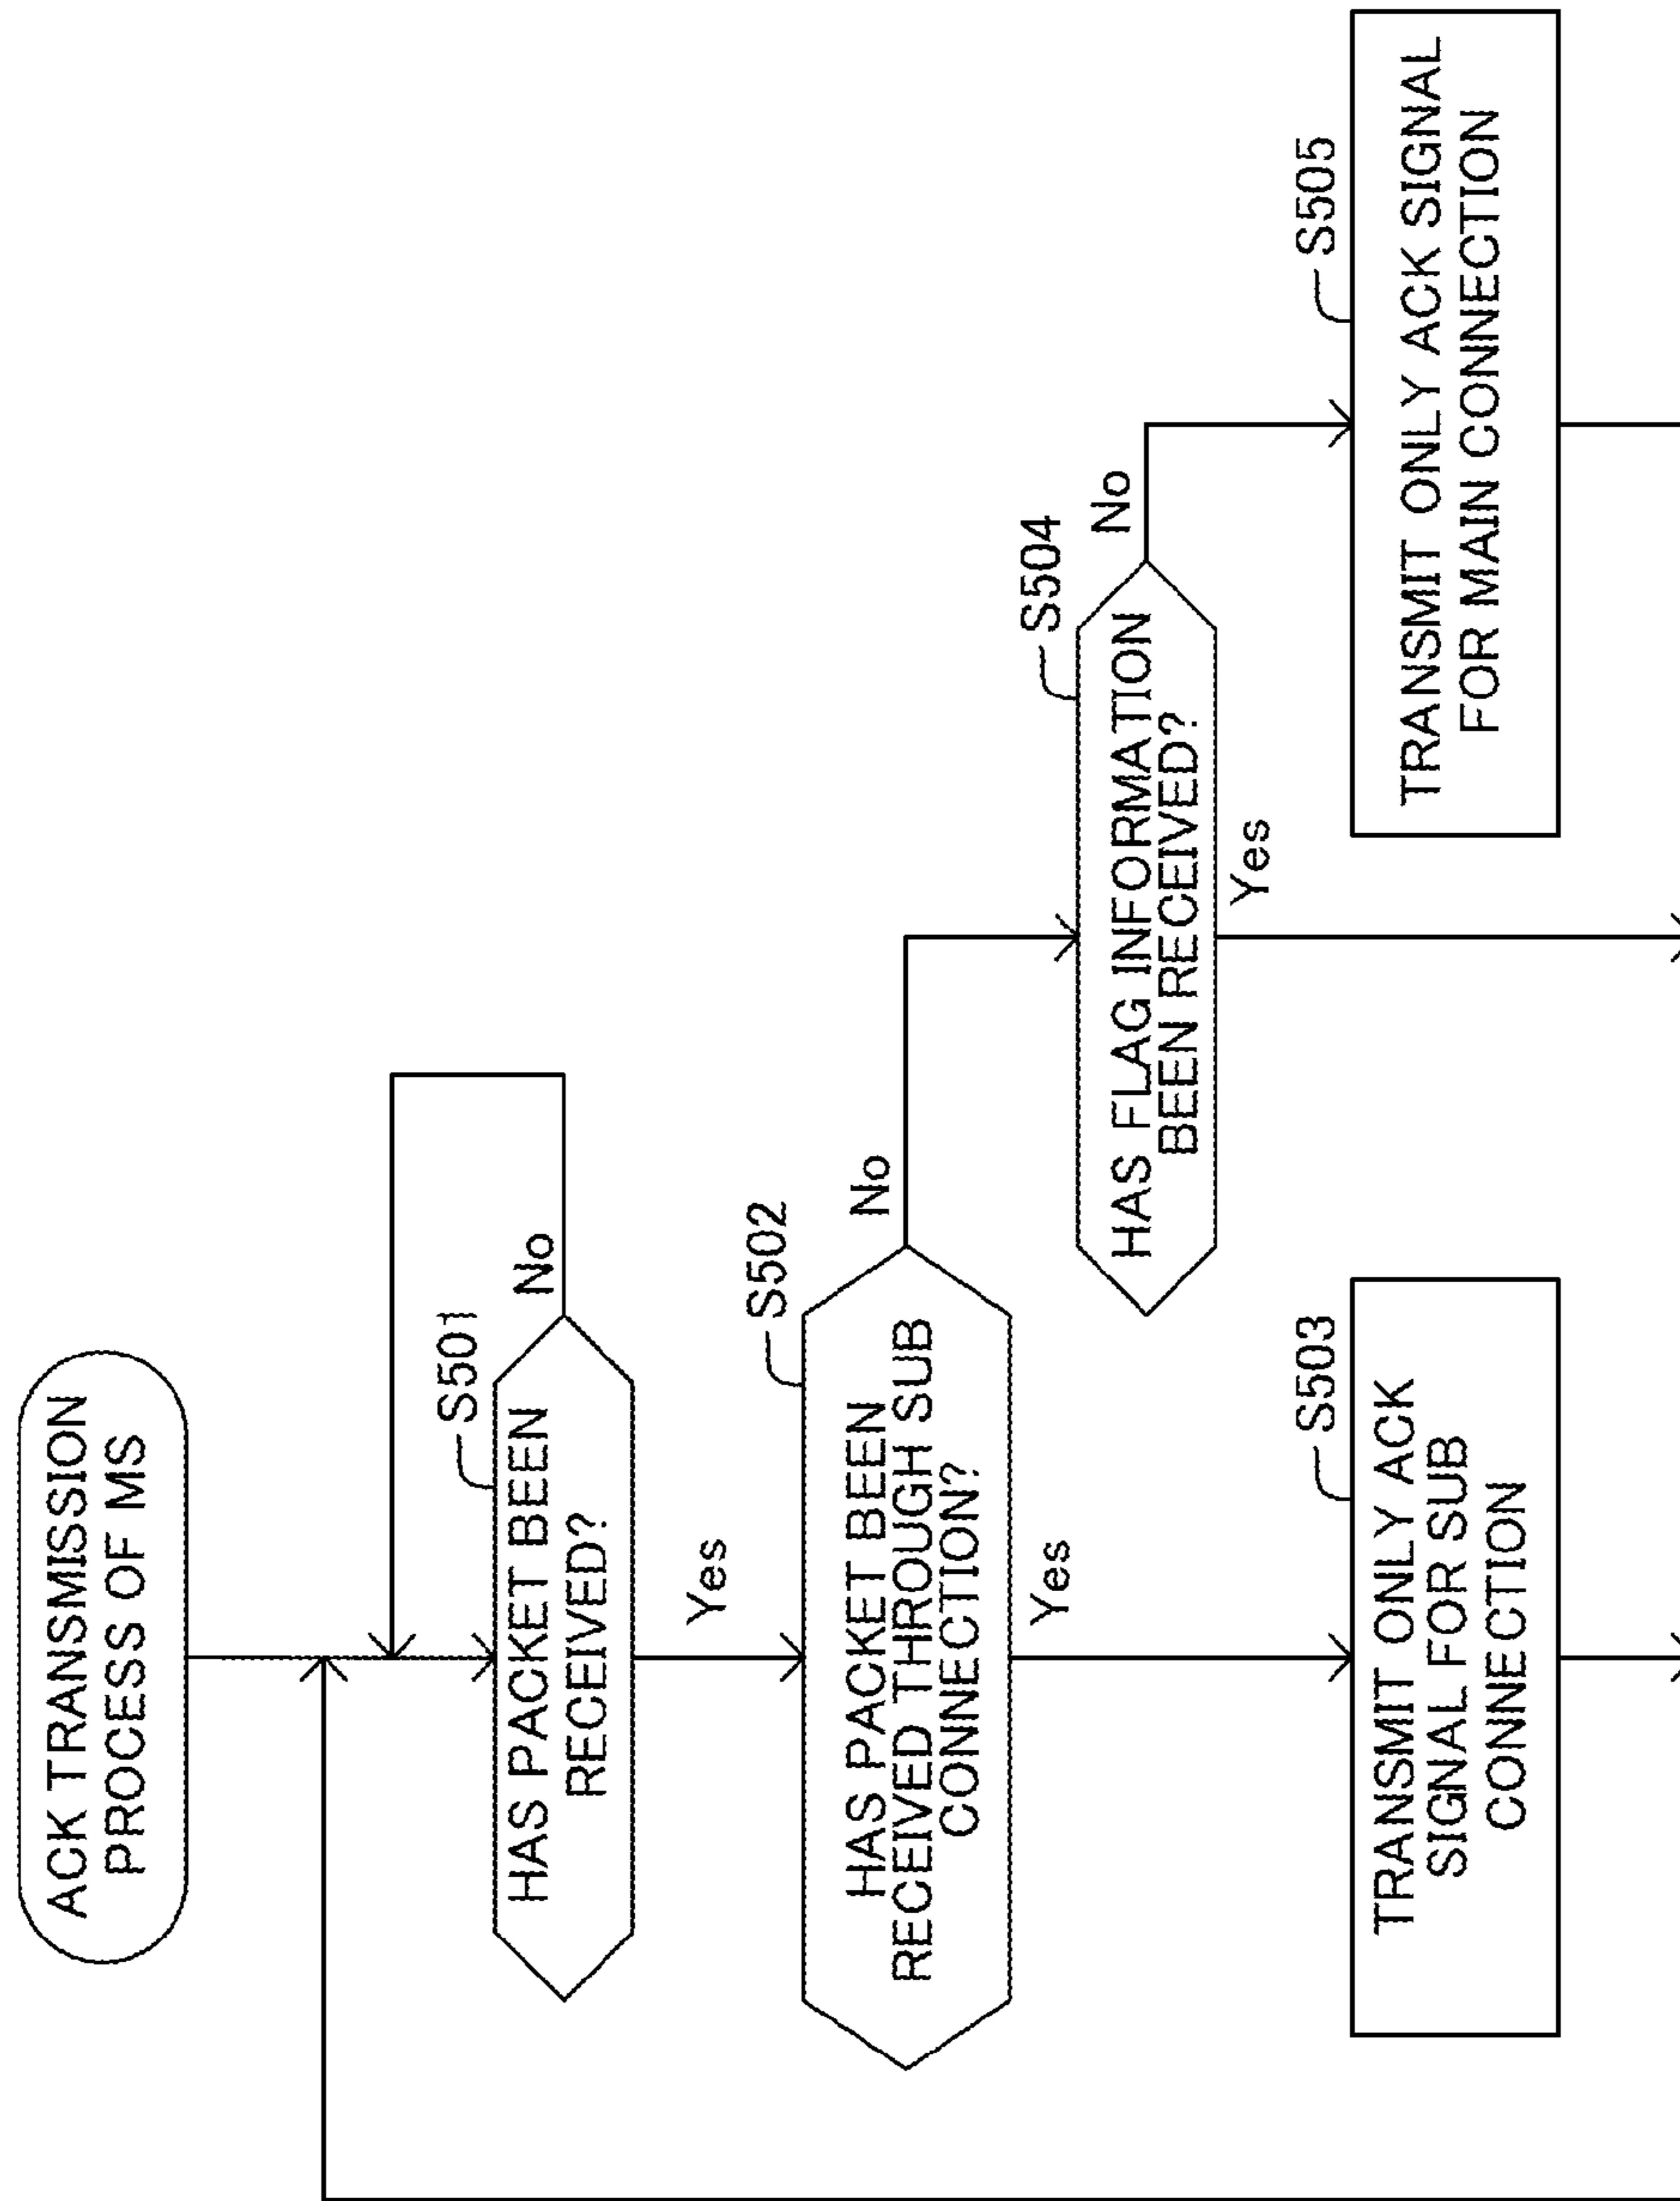 ACK TRANSMISSION
PROCESS OF MS
S501
HAS PACKET BEEN
RECEIVED?
No
Yes
S502
HAS PACKET BEEN
RECEIVED THROUGH SUB
CONNECTION?
No
Yes
S504
HAS FLAG INFORMATION
BEEN RECEIVED?
No
Yes
S503
TRANSMIT ONLY ACK
SIGNAL FOR SUB
CONNECTION
S505
TRANSMIT ONLY ACK SIGNAL
FOR MAIN CONNECTION